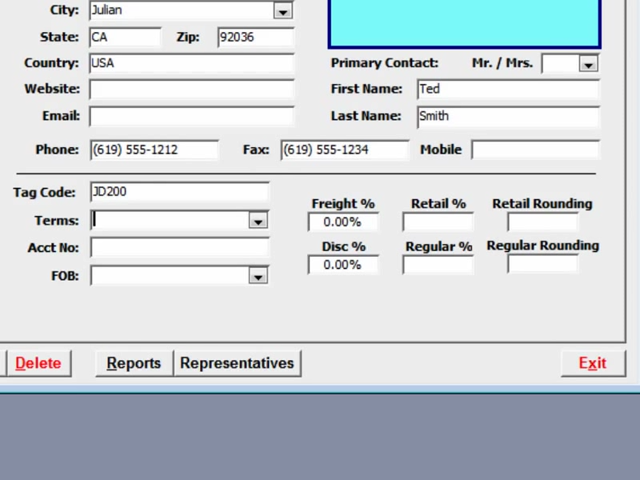 City: Julian
State: CA Zip: 92036
Country: USA Primary Contact: Mr. / Mrs.
Website: First Name: Ted
Email: Last Name: Smith
Phone: (619) 555-1212 Fax: (619) 555-1234 Mobile
Tag Code: JD200
Freight % Retail % Retail Rounding
Terms: 0.00%
Acct No: Disc % Regular % Regular Rounding
0.00%
FOB:
Delete Reports Representatives Exit